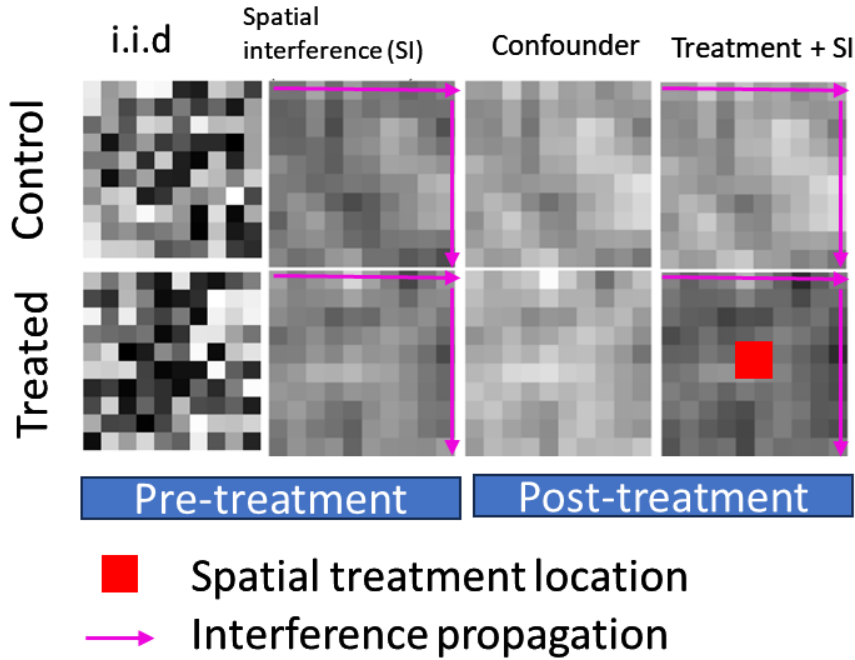 i.i.d
Spatial
interference (SI)
Confounder
Treatment + SI
Control
Treated
Pre-treatment
Post-treatment
Spatial treatment location
Interference propagation